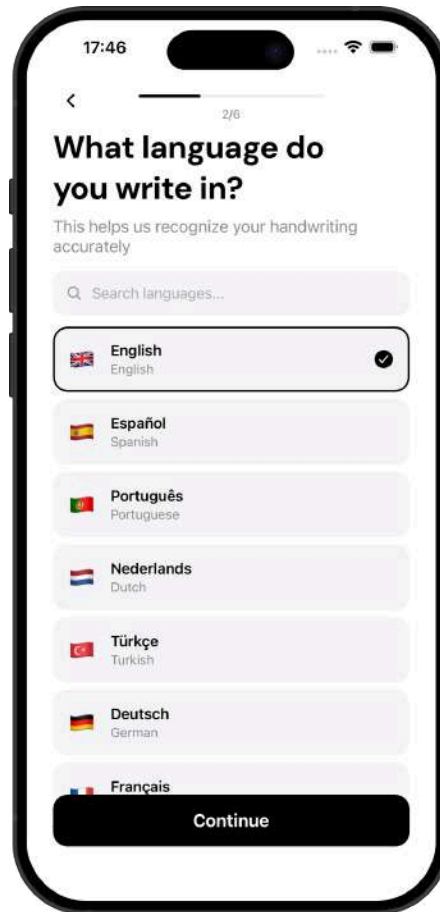 17:46
2/6
What language do
you write in?
This helps us recognize your handwriting
accurately
Search languages...
English
English
Español
Spanish
Português
Portuguese
Nederlands
Dutch
Türkçe
Turkish
Deutsch
German
Français
Continue